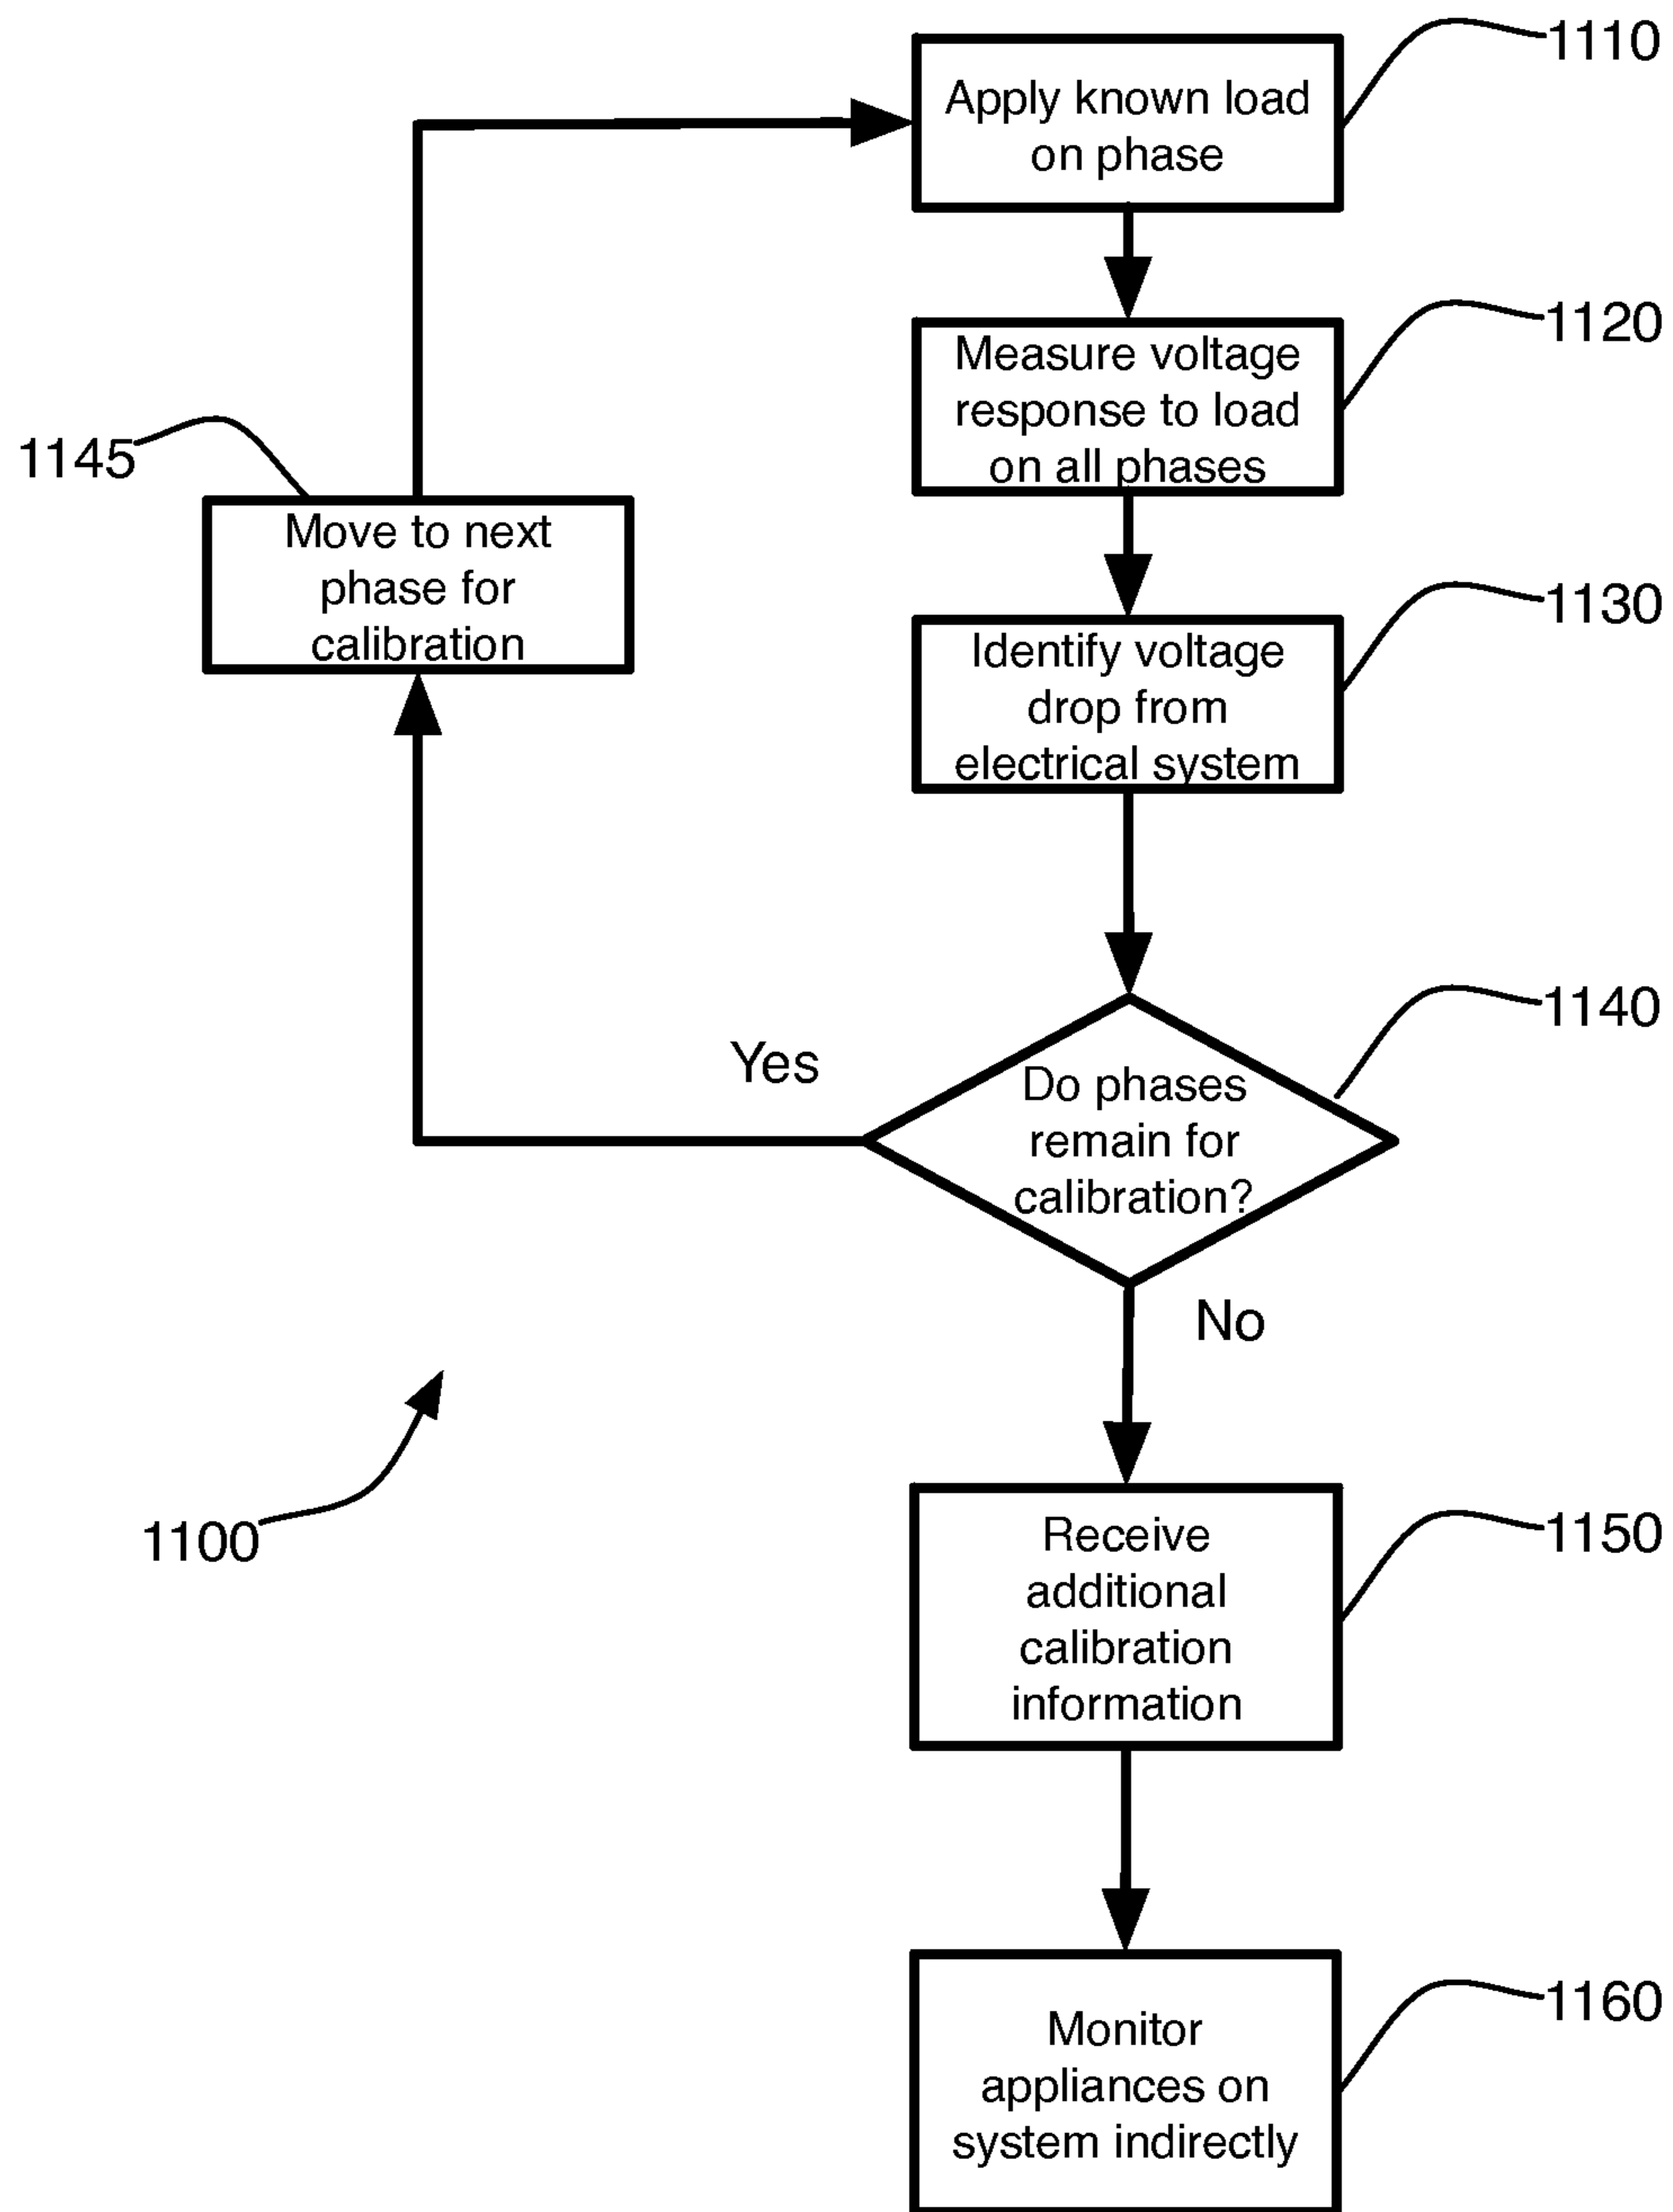 1110
Apply known load
on phase
1120
Measure voltage
response to load
on all phases
1145
Move to next
phase for
calibration
1130
Identify voltage
drop from
electrical system
1140
Yes
Do phases
remain for
calibration?
No
1100
1150
Receive
additional
calibration
information
1160
Monitor
appliances on
system indirectly